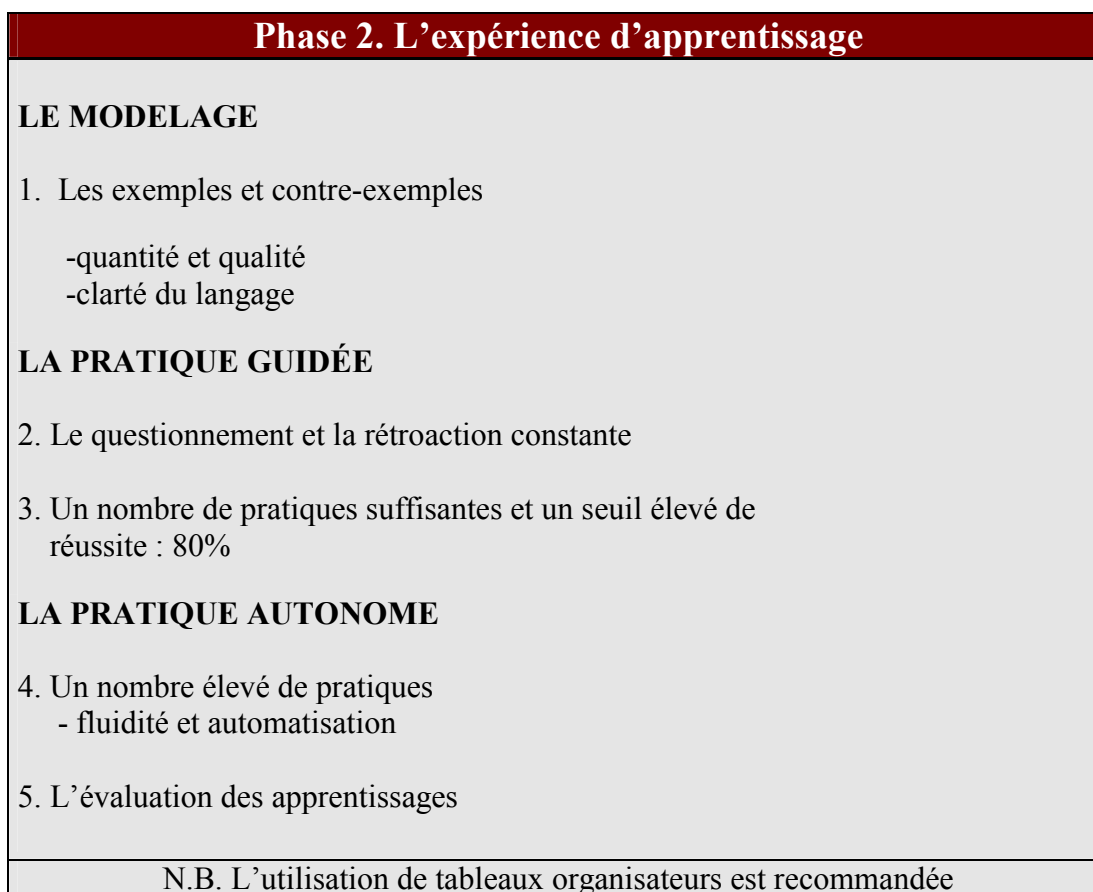 Phase 2. L’expérience d’apprentissage
LE MODELAGE
1. Les exemples et contre-exemples
-quantité et qualité
-clarté du langage
LA PRATIQUE GUIDÉE
2. Le questionnement et la rétroaction constante
3. Un nombre de pratiques suffisantes et un seuil élevé de
réussite : 80%
LA PRATIQUE AUTONOME
4. Un nombre élevé de pratiques
- fluidité et automatisation
5. L’évaluation des apprentissages
N.B. L’utilisation de tableaux organisateurs est recommandée